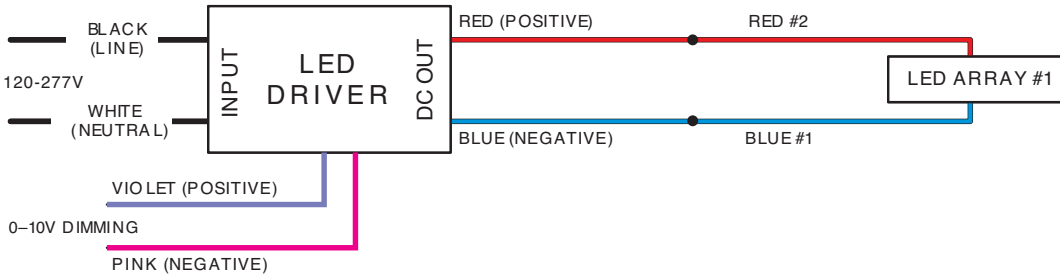 BLACK
(LINE)
120-277V
WHITE
(NEUTRAL)
INPUT
LED
DRIVER
DC OUT
RED (POSITIVE)
RED #2
LED ARRAY #1
BLUE (NEGATIVE)
BLUE #1
VIOLET (POSITIVE)
0–10V DIMMING
PINK (NEGATIVE)